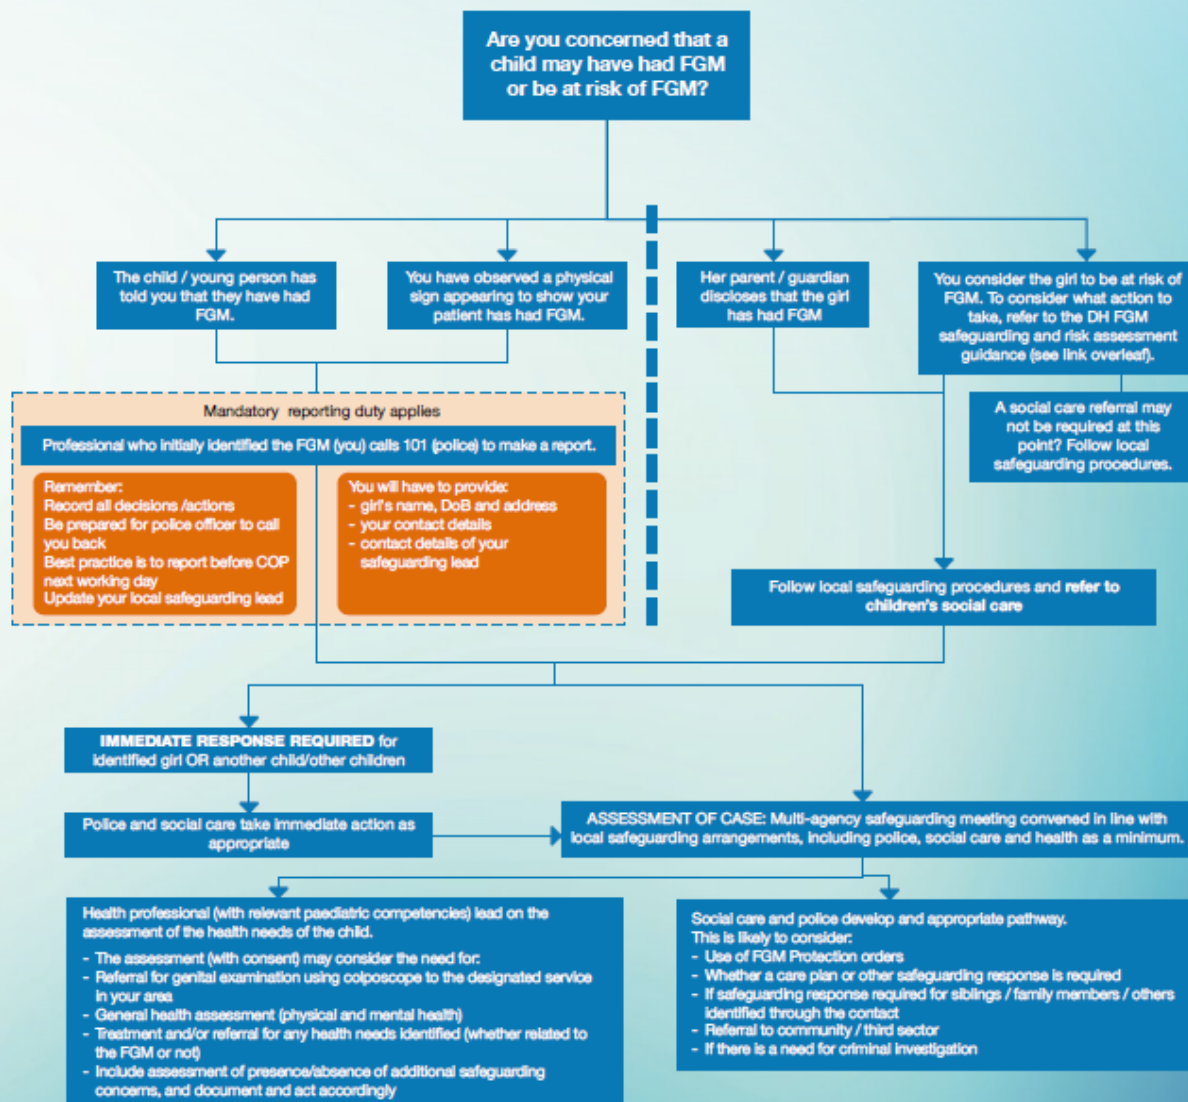 Are you concerned that a
child may have had FGM
or be at risk of FGM?
The child / young person has
told you that they have had
FGM.
You have observed a physical
sign appearing to show your
patient has had FGM.
Her parent / guardian
discloses that the girl
has had FGM
You consider the girl to be at risk of
FGM. To consider what action to
take, refer to the DH FGM
safeguarding and risk assessment
guidance (see link overleaf).
A social care referral may
not be required at this
point? Follow local
safeguarding procedures.
Mandatory reporting duty applies
Professional who initially identified the FGM (you) calls 101 (police) to make a report.
Remember:
Record all decisions /actions
Be prepared for police officer to call
you back
Best practice is to report before COP
next working day
Update your local safeguarding lead
You will have to provide:
- girl's name, DoB and address
- your contact details
- contact details of your
safeguarding lead
Follow local safeguarding procedures and refer to
children's social care
IMMEDIATE RESPONSE REQUIRED for
identified girl OR another child/other children
Police and social care take immediate action as
appropriate
ASSESSMENT OF CASE: Multi-agency safeguarding meeting convened in line with
local safeguarding arrangements, including police, social care and health as a minimum.
Health professional (with relevant paediatric competencies) lead on the
assessment of the health needs of the child.
- The assessment (with consent) may consider the need for:
- Referral for genital examination using colposcope to the designated service
in your area
- General health assessment (physical and mental health)
- Treatment and/or referral for any health needs identified (whether related to
the FGM or not)
- Include assessment of presence/absence of additional safeguarding
concerns, and document and act accordingly
Social care and police develop and appropriate pathway.
This is likely to consider:
- Use of FGM Protection orders
- Whether a care plan or other safeguarding response is required
- If safeguarding response required for siblings / family members / others
identified through the contact
- Referral to community / third sector
- If there is a need for criminal investigation